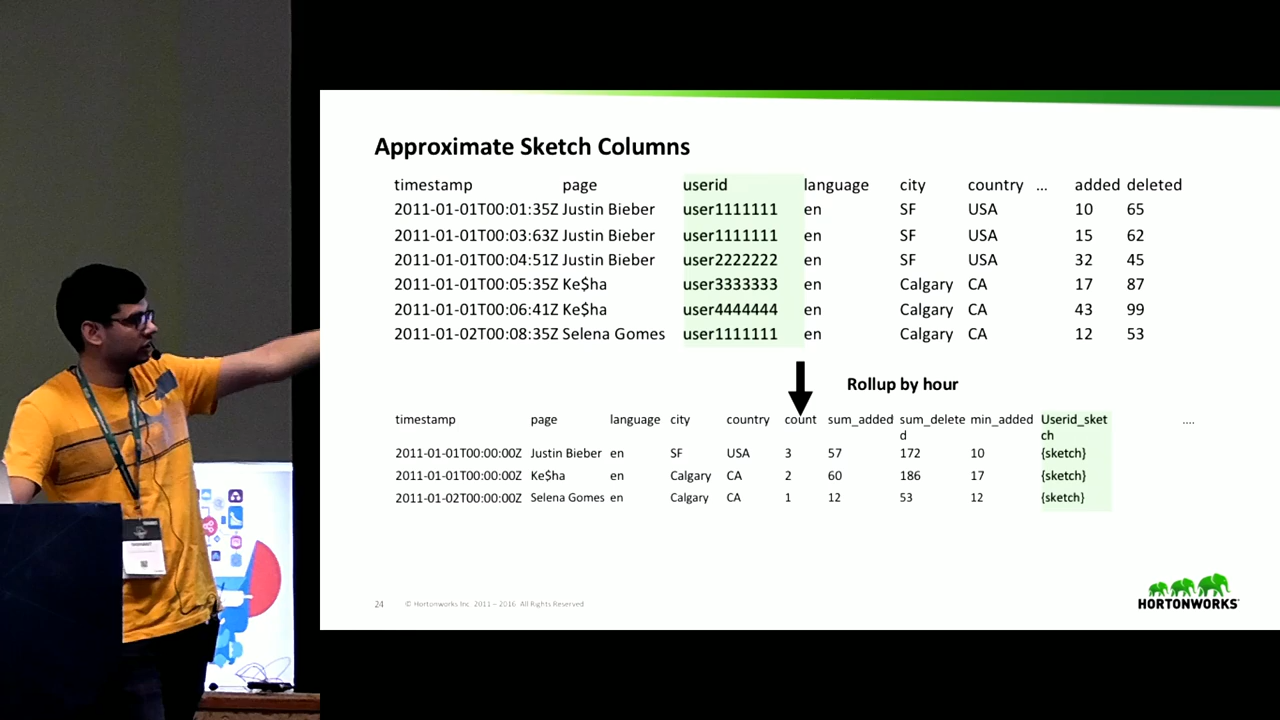 Approximate Sketch Columns
timestamp page userid language city country ... added deleted
2011-01-01T00:01:35Z Justin Bieber user1111111 en SF USA 10 65
2011-01-01T00:03:63Z Justin Bieber user1111111 en SF USA 15 62
2011-01-01T00:04:51Z Justin Bieber user2222222 en SF USA 32 45
2011-01-01T00:05:35Z Ke$ha user3333333 en Calgary CA 17 87
2011-01-01T00:06:41Z Ke$ha user4444444 en Calgary CA 43 99
2011-01-02T00:08:35Z Selena Gomes user1111111 en Calgary CA 12 53
Rollup by hour
timestamp page language city country count sum_added sum_delete min_added Userid_sket ....
d ch
2011-01-01T00:00:00Z Justin Bieber en SF USA 3 57 172 10 {sketch}
2011-01-01T00:00:00Z Ke$ha en Calgary CA 2 60 186 17 {sketch}
2011-01-02T00:00:00Z Selena Gomes en Calgary CA 1 12 53 12 {sketch}
24 © Hortonworks Inc. 2011 – 2016. All Rights Reserved
HORTONWORKS